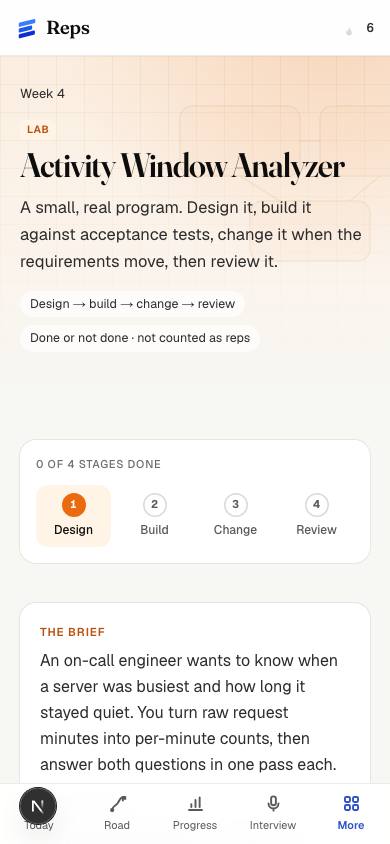 Reps
6
Week 4
LAB
Activity Window Analyzer
A small, real program. Design it, build it
against acceptance tests, change it when the
requirements move, then review it.
Design → build → change → review
Done or not done · not counted as reps
0 OF 4 STAGES DONE
1
2
3
4
Design
Build
Change
Review
THE BRIEF
An on-call engineer wants to know when
a server was busiest and how long it
stayed quiet. You turn raw request
minutes into per-minute counts, then
answer both questions in one pass each.
N
Today
Road
Progress
Interview
More